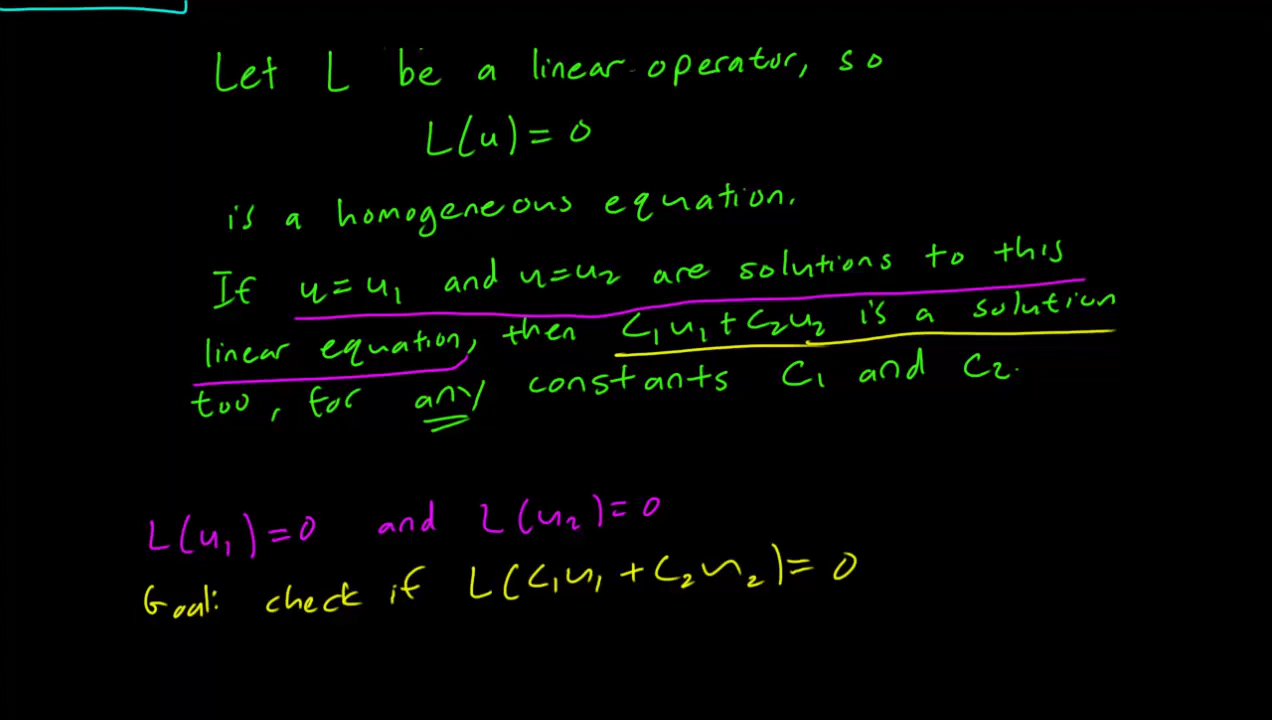 Let L be a linear operator, so
L(u) = 0
is a homogeneous equation.
If u = u₁ and u = u₂ are solutions to this
linear equation, then c₁u₁ + c₂u₂ is a solution
too, for any constants c₁ and c₂.
L(u₁) = 0 and L(u₂) = 0
Goal: check if L(c₁u₁ + c₂u₂) = 0